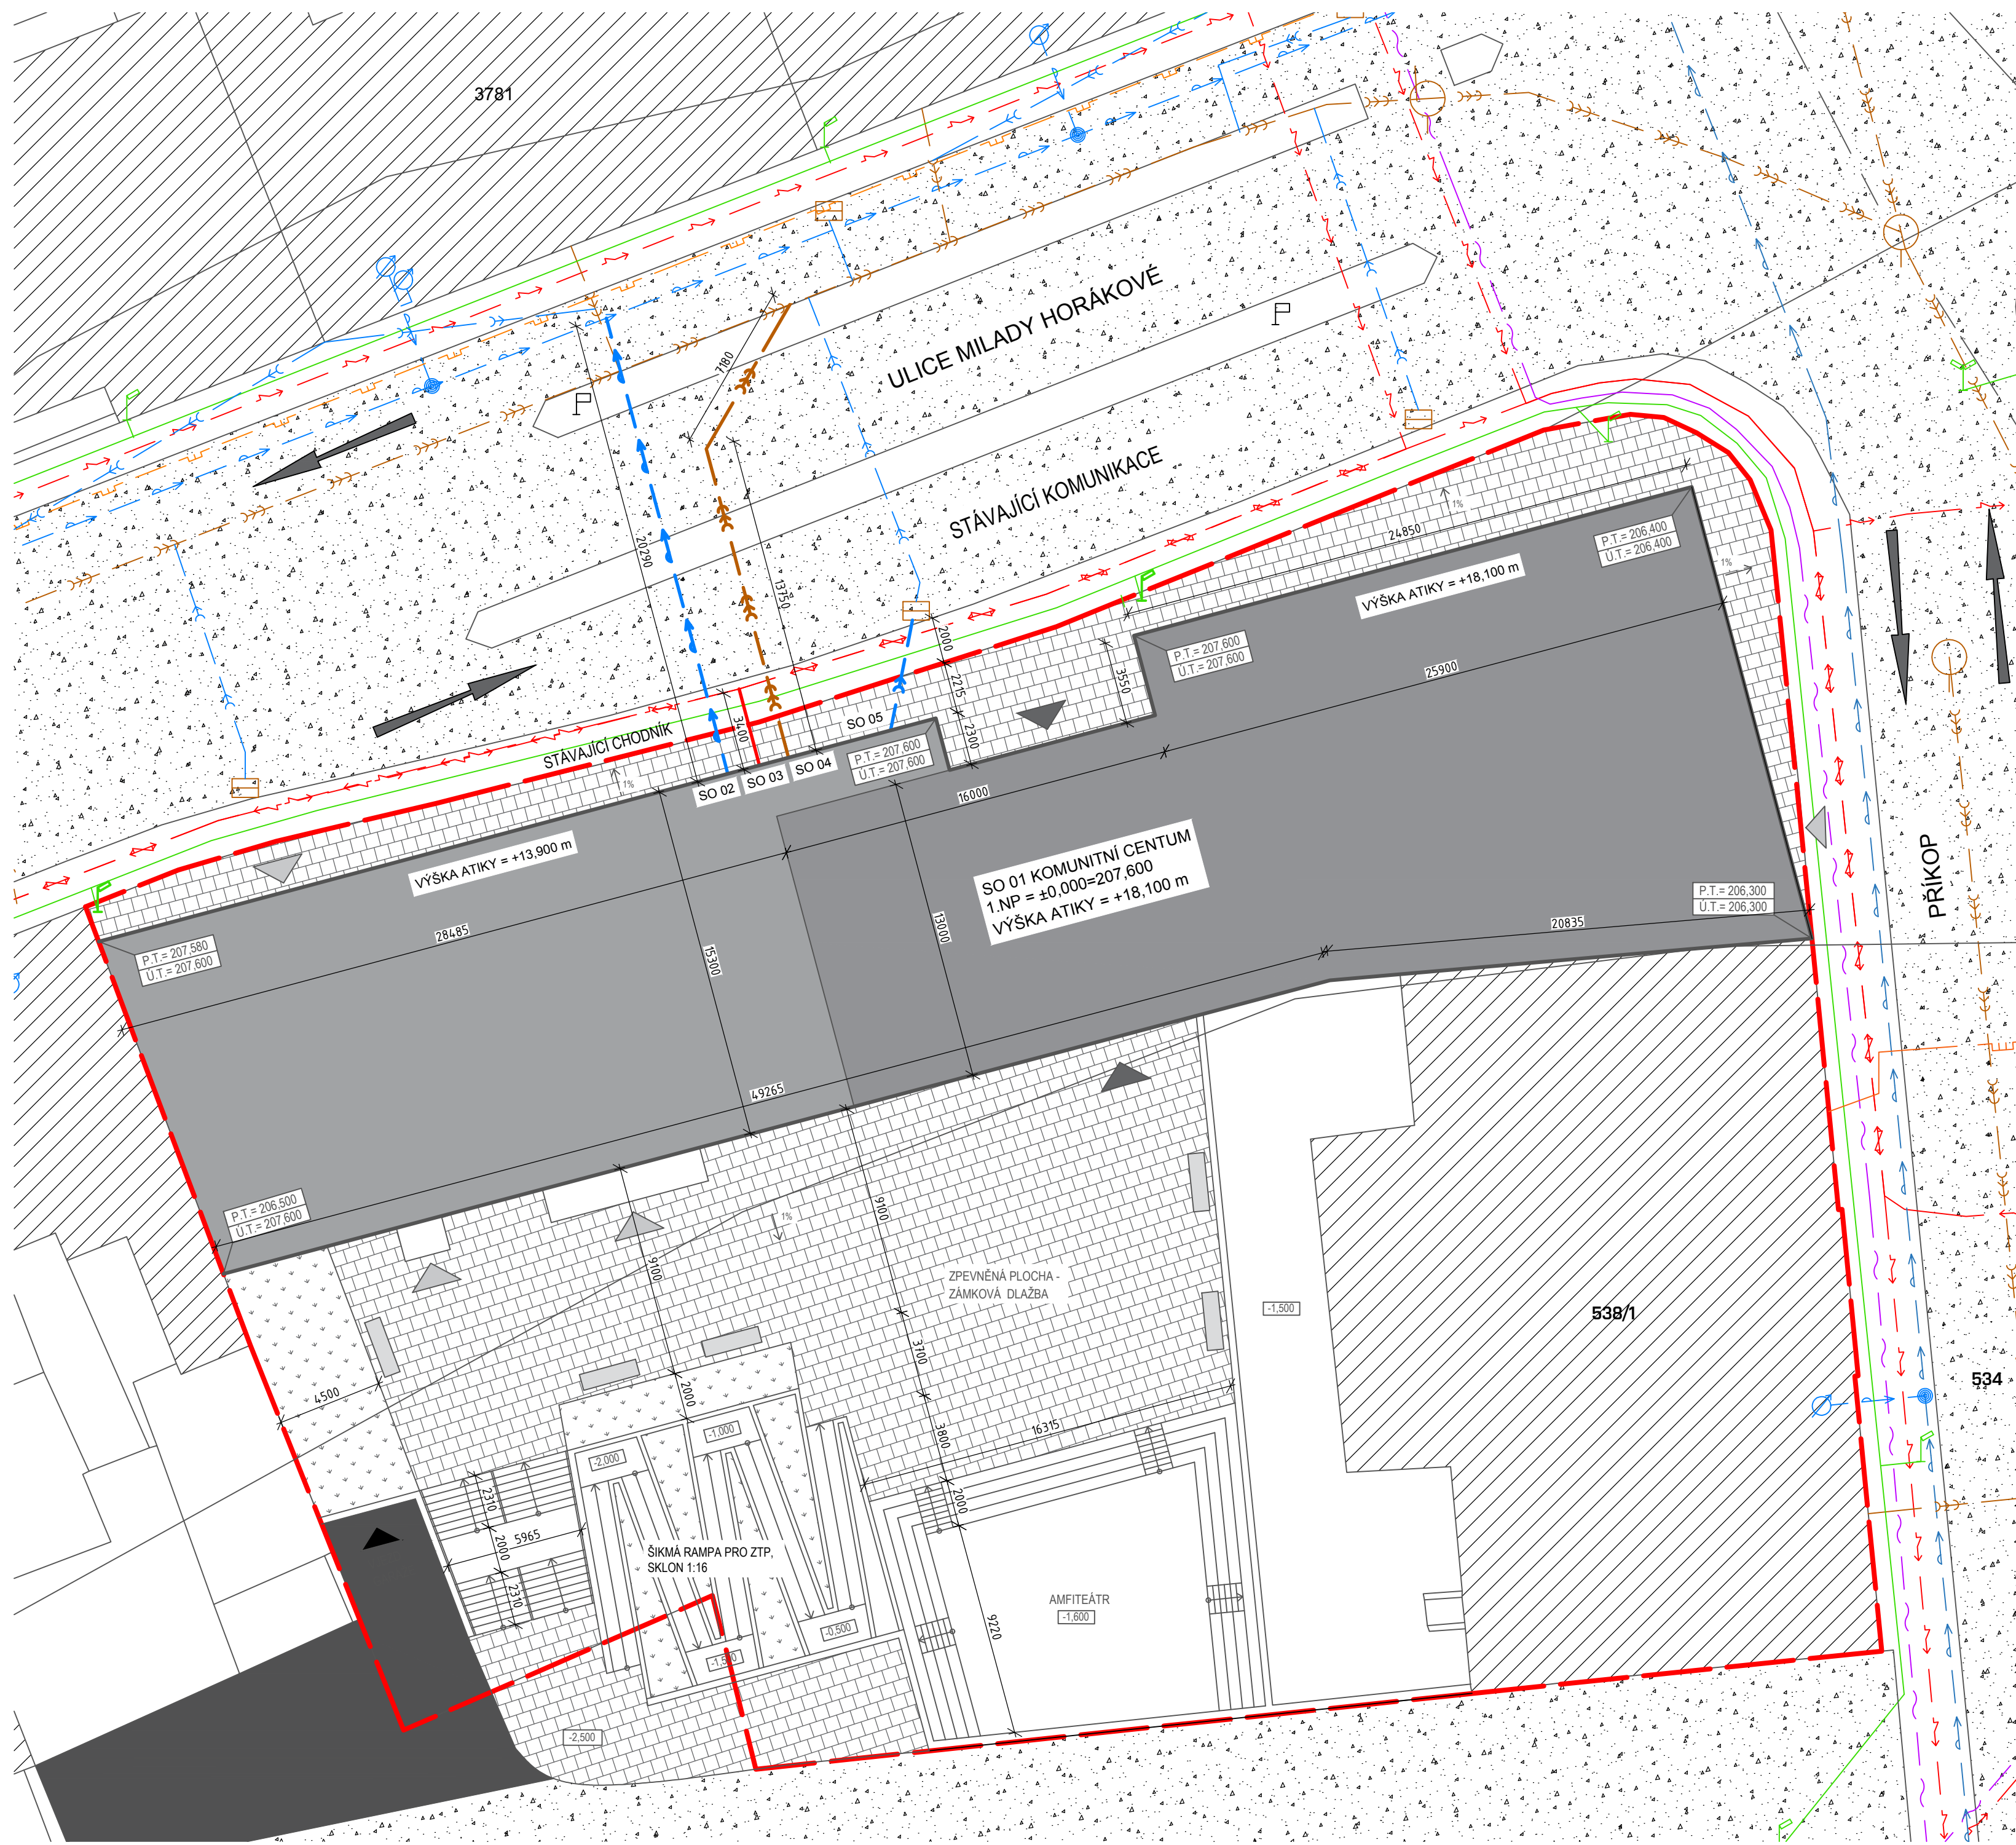 3781
ULICE MILADY HORÁKOVÉ
7180
STÁVAJÍCÍ KOMUNIKACE
20290
13750
24850
1%
P.T.= 206,400
Ú.T.= 206,400
1%
VÝŠKA ATIKY = +18,100 m
2000
P.T.= 207,600
Ú.T.= 207,600
2215
3550
25900
2300
STÁVAJÍCÍ CHODNÍK
3400
SO 05
SO 04
SO 03
SO 02
P.T.= 207,600
Ú.T.= 207,600
1%
16000
VÝŠKA ATIKY = +13,900 m
SO 01 KOMUNITNÍ CENTUM
1.NP = ±0,000=207,600
VÝŠKA ATIKY = +18,100 m
PŘÍKOP
P.T.= 206,300
Ú.T.= 206,300
20835
28485
P.T.= 207,580
Ú.T.= 207,600
15300
13000
49265
P.T.= 206,500
Ú.T.= 207,600
9100
9100
1%
ZPEVNĚNÁ PLOCHA -
ZÁMKOVÁ DLAŽBA
-1,500
538/1
534
3700
4500
2000
16315
3800
-1,000
-2,000
2310
2000
5965
2000
2310
ŠIKMÁ RAMPA PRO ZTP,
SKLON 1:16
AMFITEÁTR
-1,600
9220
-0,500
-1,500
-2,500